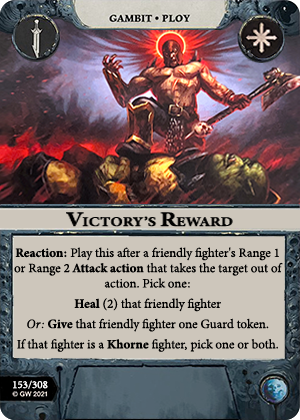 GAMBIT • PLOY
VICTORY'S REWARD
Reaction: Play this after a friendly fighter's Range 1
or Range 2 Attack action that takes the target out of
action. Pick one:
Heal (2) that friendly fighter
Or: Give that friendly fighter one Guard token.
If that fighter is a Khorne fighter, pick one or both.
153/308
© GW 2021